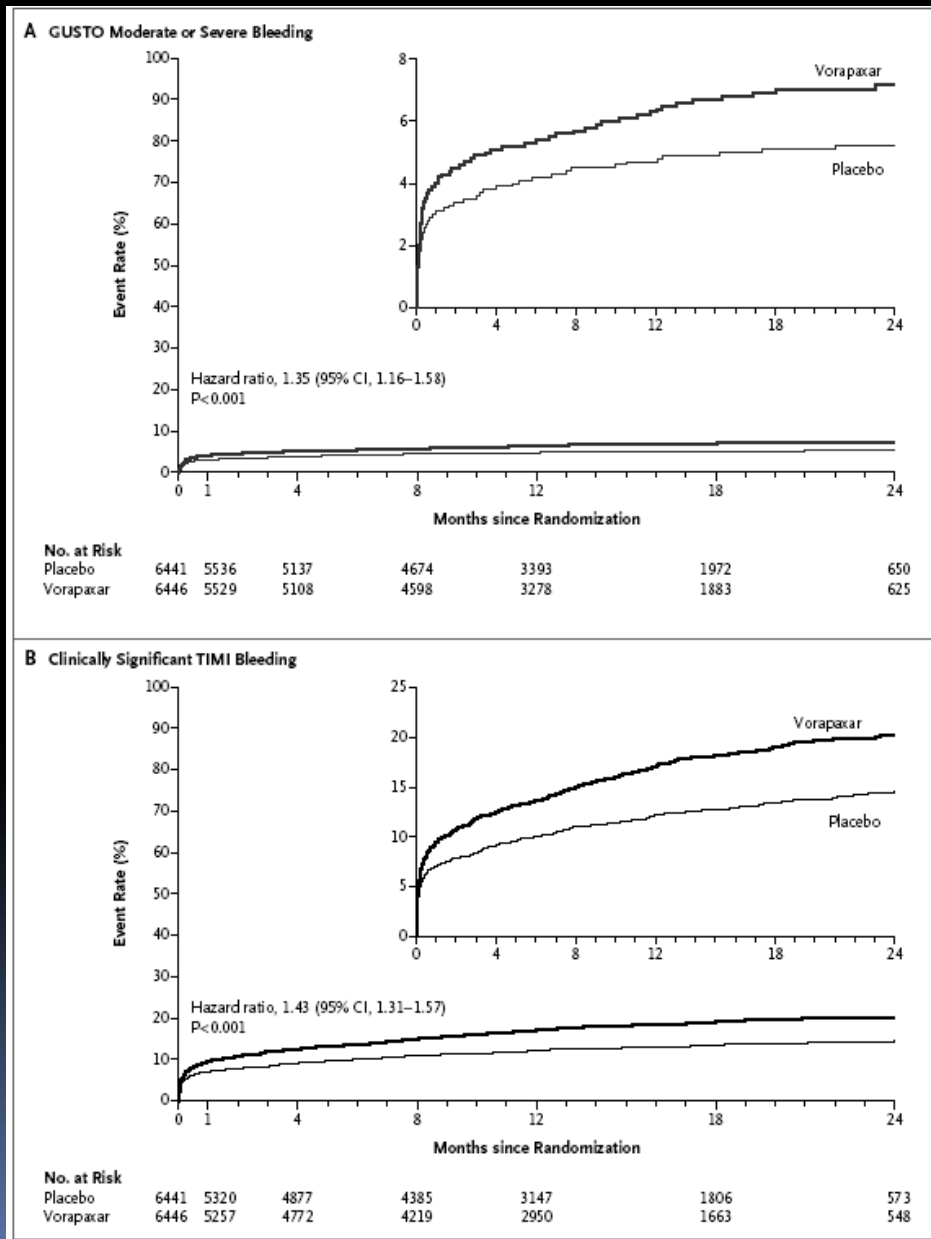 A GUSTO Moderate or Severe Bleeding
100
90
80
70
60
50
40
30
20
10
0
Event Rate (%)
8
6
4
2
0
Vorapaxar
Placebo
0 4 8 12 18 24
Hazard ratio, 1.35 (95% CI, 1.16–1.58)
P<0.001
0 1 4 8 12 18 24
Months since Randomization
No. at Risk
Placebo 6441 5536 5137 4674 3393 1972 650
Vorapaxar 6446 5529 5108 4598 3278 1883 625
B Clinically Significant TIMI Bleeding
100
90
80
70
60
50
40
30
20
10
0
Event Rate (%)
25
20
15
10
5
0
Vorapaxar
Placebo
0 4 8 12 18 24
Hazard ratio, 1.43 (95% CI, 1.31–1.57)
P<0.001
0 1 4 8 12 18 24
Months since Randomization
No. at Risk
Placebo 6441 5320 4877 4385 3147 1806 573
Vorapaxar 6446 5257 4772 4219 2950 1663 548